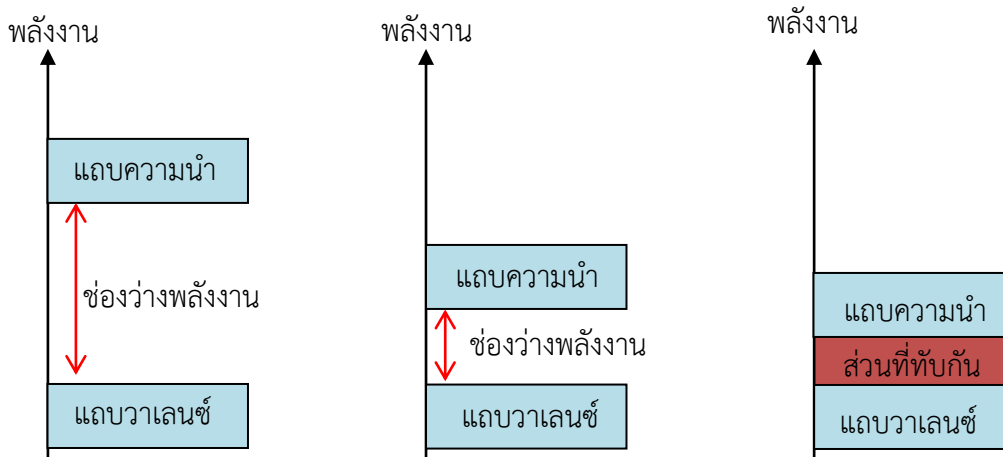 พลังงาน
แถบความนำ
ช่องว่างพลังงาน
แถบวาเลนซ์
พลังงาน
แถบความนำ
ช่องว่างพลังงาน
แถบวาเลนซ์
พลังงาน
แถบความนำ
ส่วนที่ทับกัน
แถบวาเลนซ์